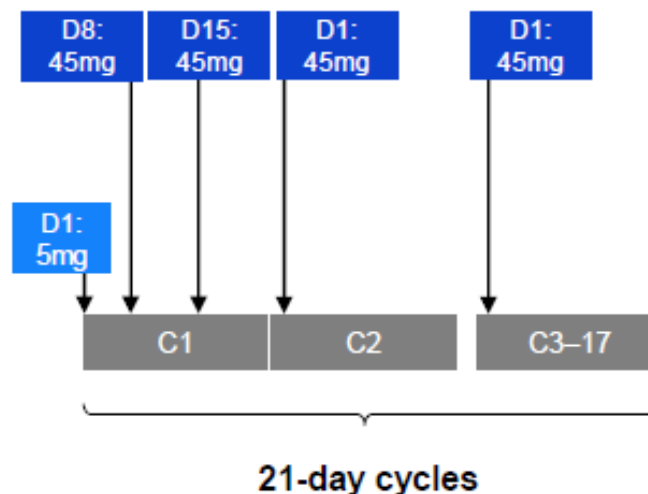 D8:
45mg
D15:
45mg
D1:
45mg
D1:
45mg
D1:
5mg
C1
C2
C3–17
21-day cycles